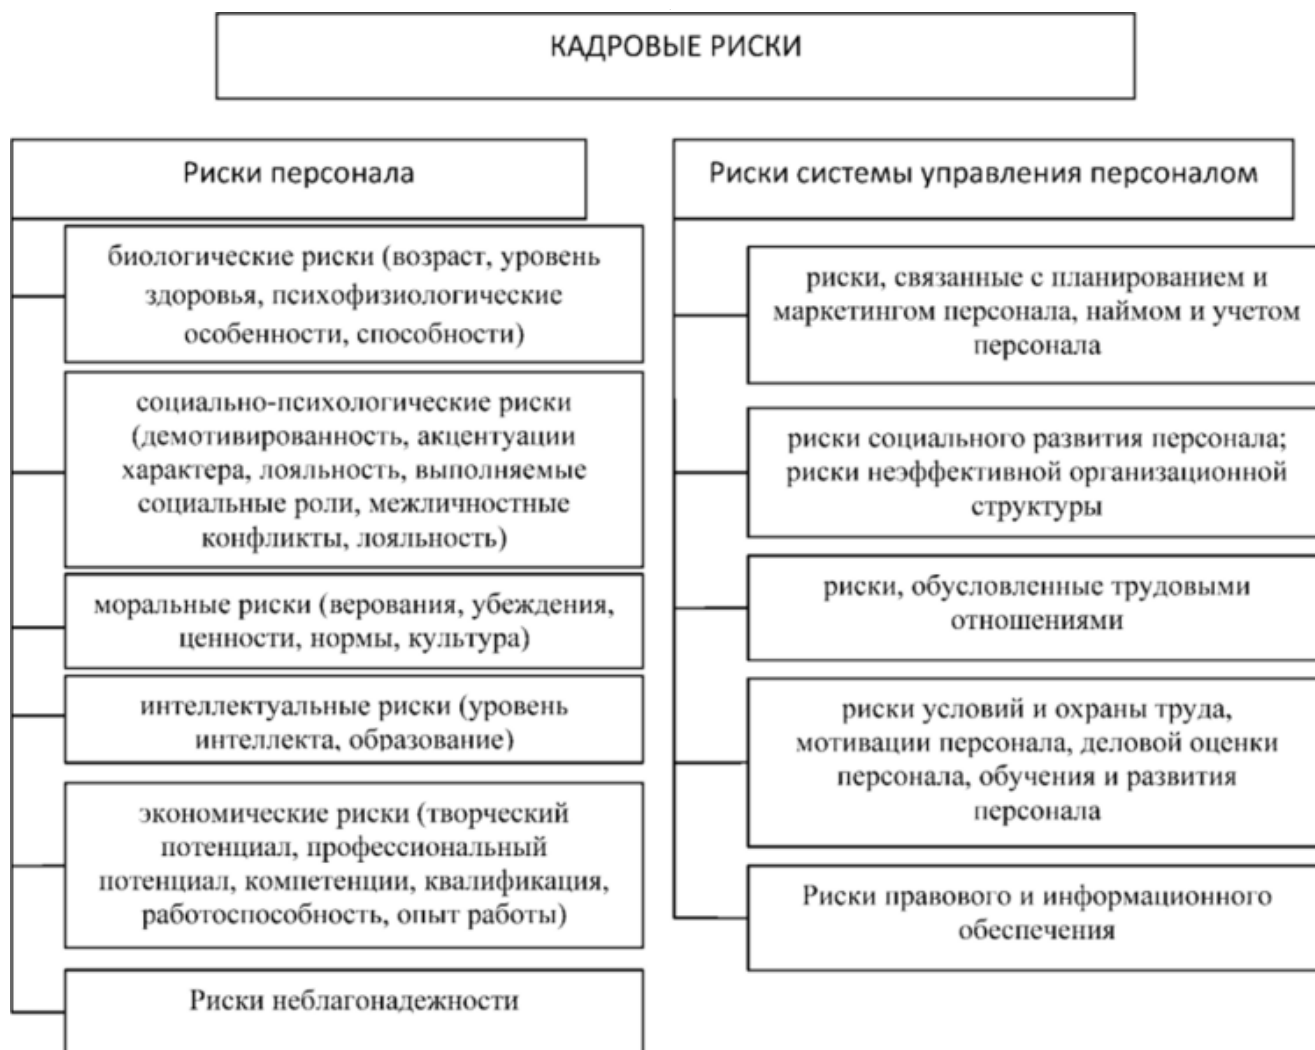 КАДРОВЫЕ РИСКИ
Риски персонала
биологические риски (возраст, уровень
здоровья, психофизиологические
особенности, способности)
социально-психологические риски
(демотивированность, акцентуации
характера, лояльность, выполняемые
социальные роли, межличностные
конфликты, лояльность)
моральные риски (верования, убеждения,
ценности, нормы, культура)
интеллектуальные риски (уровень
интеллекта, образование)
экономические риски (творческий
потенциал, профессиональный
потенциал, компетенции, квалификация,
работоспособность, опыт работы)
Риски неблагонадежности
Риски системы управления персоналом
риски, связанные с планированием и
маркетингом персонала, наймом и учетом
персонала
риски социального развития персонала;
риски неэффективной организационной
структуры
риски, обусловленные трудовыми
отношениями
риски условий и охраны труда,
мотивации персонала, деловой оценки
персонала, обучения и развития
персонала
Риски правового и информационного
обеспечения